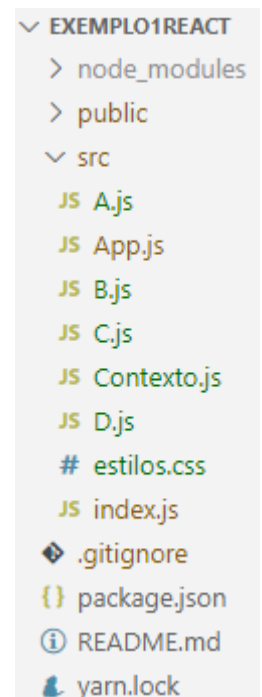 EXEMPLO1REACT
node_modules
public
src
JS A.js
JS App.js
JS B.js
JS C.js
JS Contexto.js
JS D.js
# estilos.css
JS index.js
.gitignore
{} package.json
README.md
yarn.lock